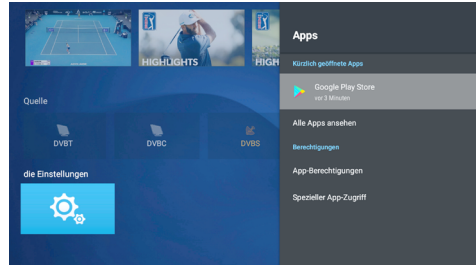 HIGHLIGHTS
HIGH
Quelle
DVBT
DVBC
DVBS
die Einstellungen
Apps
Kürzlich geöffnete Apps
Google Play Store
vor 3 Minuten
Alle Apps ansehen
Berechtigungen
App-Berechtigungen
Spezieller App-Zugriff